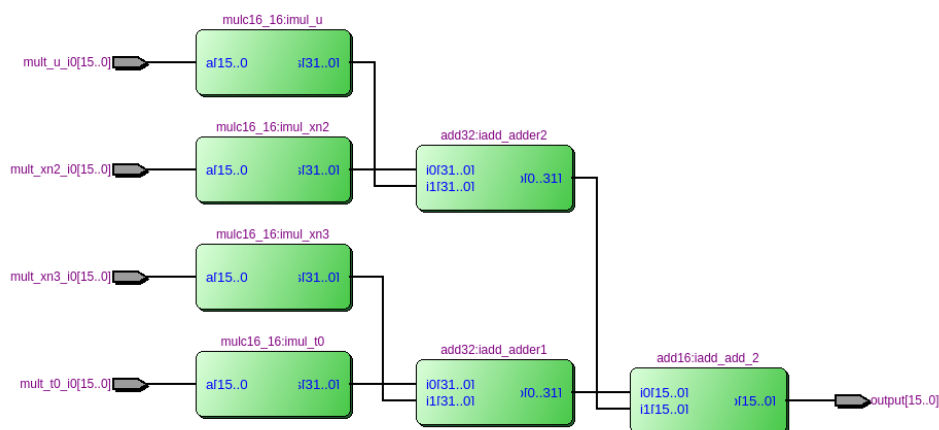 mulc16_16:imul_u
mult_u_i0[15..0]
a[15..0
s[31..0]
mulc16_16:imul_xn2
mult_xn2_i0[15..0]
a[15..0
s[31..0]
add32:iadd_adder2
i0[31..0]
i1[31..0]
o[0..31]
mulc16_16:imul_xn3
mult_xn3_i0[15..0]
a[15..0
s[31..0]
mulc16_16:imul_t0
mult_t0_i0[15..0]
a[15..0
s[31..0]
add32:iadd_adder1
i0[31..0]
i1[31..0]
o[0..31]
add16:iadd_add_2
i0[15..0]
i1[15..0]
o[15..0]
output[15..0]